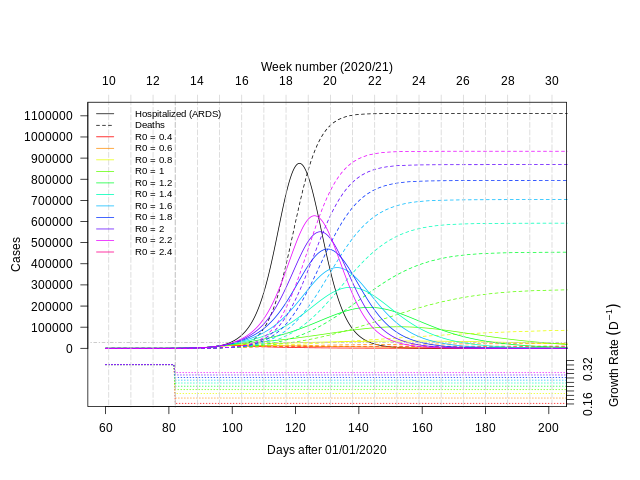 Week number (2020/21)
10 12 14 16 18 20 22 24 26 28 30
Hospitalized (ARDS)
Deaths
R0 = 0.4
R0 = 0.6
R0 = 0.8
R0 = 1
R0 = 1.2
R0 = 1.4
R0 = 1.6
R0 = 1.8
R0 = 2
R0 = 2.2
R0 = 2.4
Cases
1100000
1000000
900000
800000
700000
600000
500000
400000
300000
200000
100000
0
0.32
0.16
Growth Rate (D⁻¹)
60 80 100 120 140 160 180 200
Days after 01/01/2020